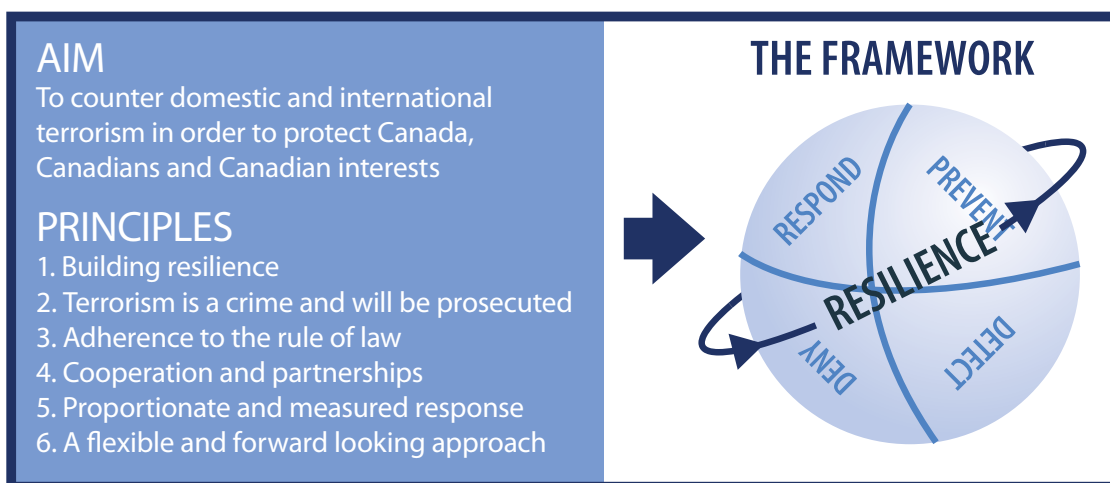 AIM
To counter domestic and international
terrorism in order to protect Canada,
Canadians and Canadian interests
PRINCIPLES
1. Building resilience
2. Terrorism is a crime and will be prosecuted
3. Adherence to the rule of law
4. Cooperation and partnerships
5. Proportionate and measured response
6. A flexible and forward looking approach
THE FRAMEWORK
RESPOND
PREVENT
RESILIENCE
DENY
DETECT